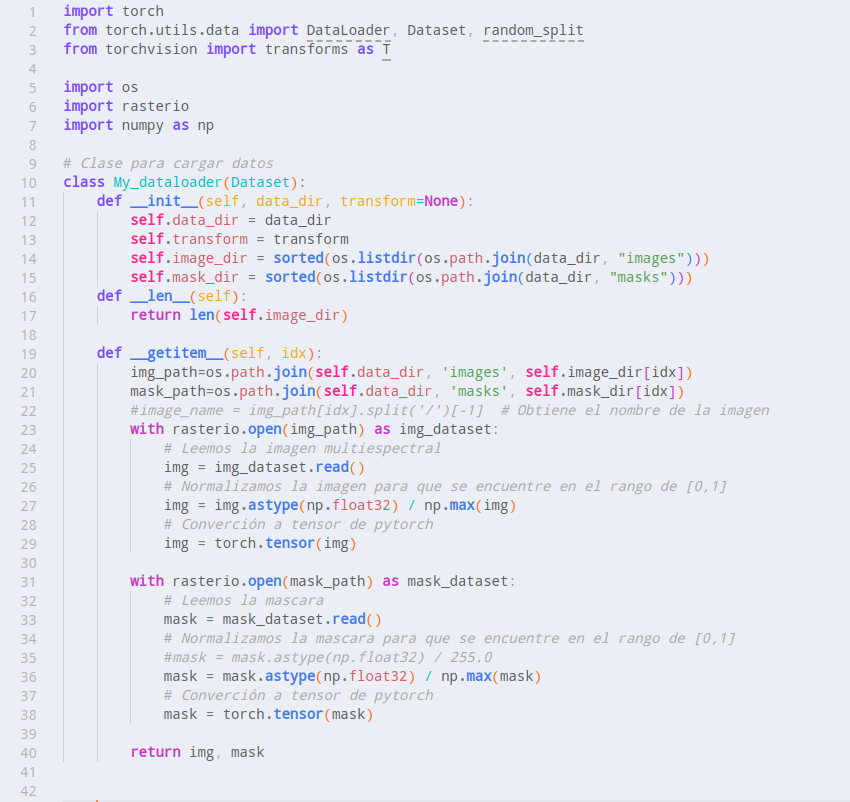 1 import torch
2 from torch.utils.data import DataLoader, Dataset, random_split
3 from torchvision import transforms as T
4
5 import os
6 import rasterio
7 import numpy as np
8
9 # Clase para cargar datos
10 class My_dataloader(Dataset):
11     def __init__(self, data_dir, transform=None):
12         self.data_dir = data_dir
13         self.transform = transform
14         self.image_dir = sorted(os.listdir(os.path.join(data_dir, "images")))
15         self.mask_dir = sorted(os.listdir(os.path.join(data_dir, "masks")))
16     def __len__(self):
17         return len(self.image_dir)
18
19     def __getitem__(self, idx):
20         img_path=os.path.join(self.data_dir, 'images', self.image_dir[idx])
21         mask_path=os.path.join(self.data_dir, 'masks', self.mask_dir[idx])
22         #image_name = img_path[idx].split('/')[-1]  # Obtiene el nombre de la imagen
23         with rasterio.open(img_path) as img_dataset:
24             # Leemos la imagen multiespectral
25             img = img_dataset.read()
26             # Normalizamos la imagen para que se encuentre en el rango de [0,1]
27             img = img.astype(np.float32) / np.max(img)
28             # Converción a tensor de pytorch
29             img = torch.tensor(img)
30
31         with rasterio.open(mask_path) as mask_dataset:
32             # Leemos la mascara
33             mask = mask_dataset.read()
34             # Normalizamos la mascara para que se encuentre en el rango de [0,1]
35             #mask = mask.astype(np.float32) / 255.0
36             mask = mask.astype(np.float32) / np.max(mask)
37             # Converción a tensor de pytorch
38             mask = torch.tensor(mask)
39
40         return img, mask
41
42